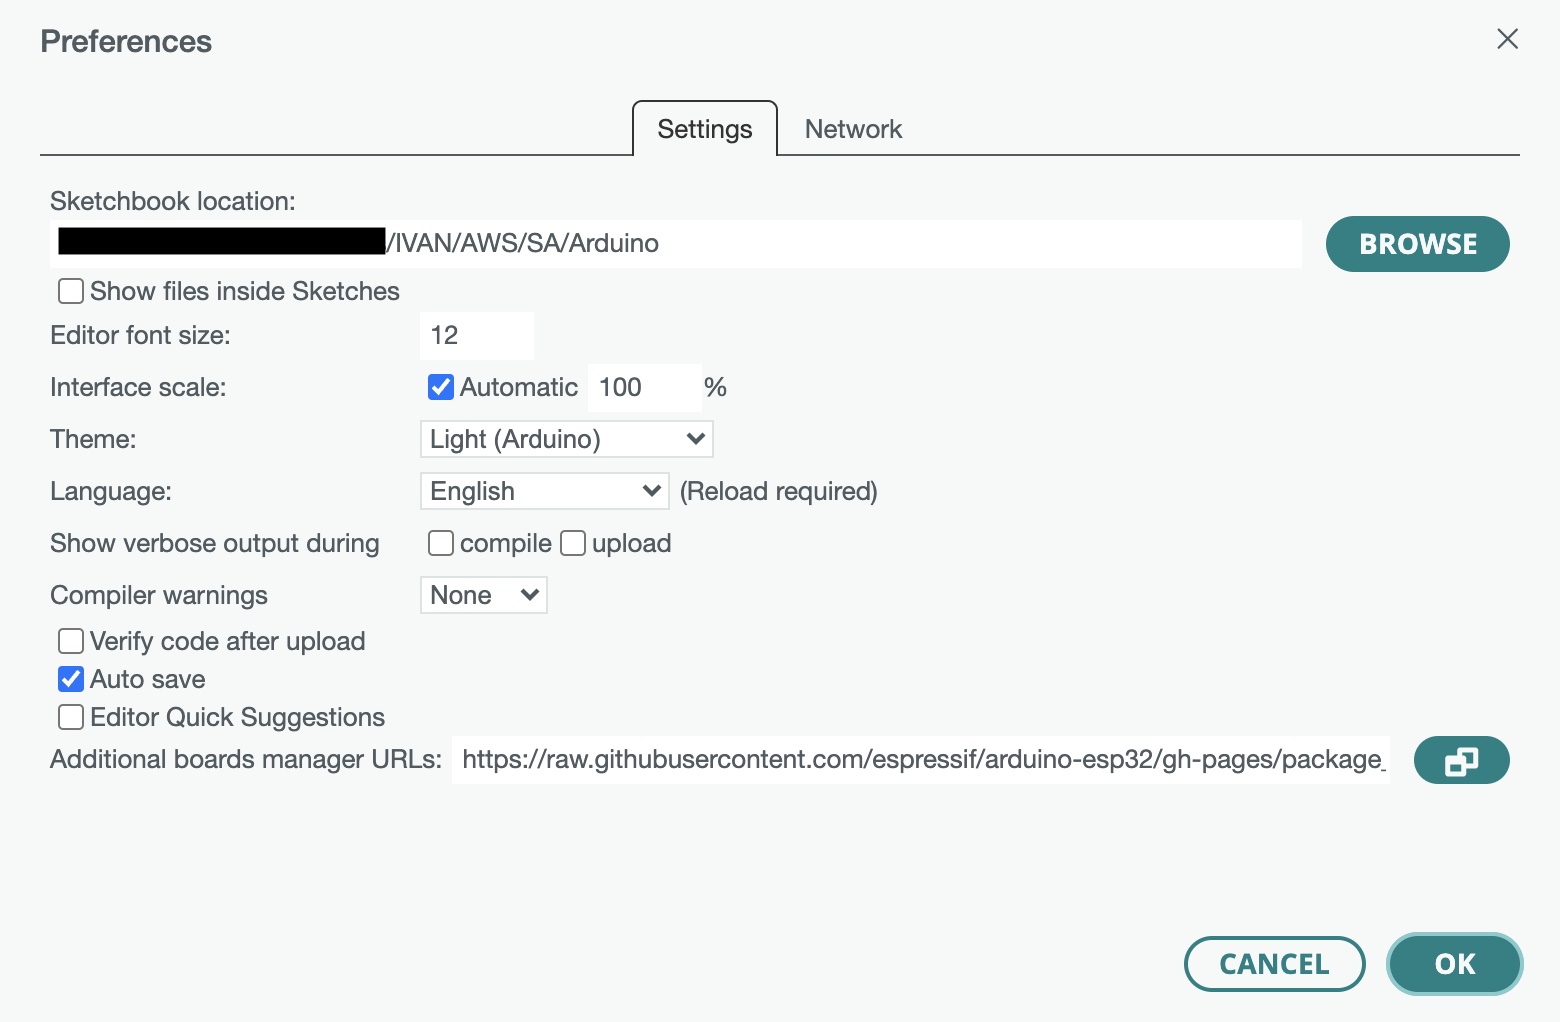 Preferences
Settings Network
Sketchbook location:
/IVAN/AWS/SA/Arduino BROWSE
Show files inside Sketches
Editor font size: 12
Interface scale: Automatic 100 %
Theme: Light (Arduino)
Language: English (Reload required)
Show verbose output during compile upload
Compiler warnings None
Verify code after upload
Auto save
Editor Quick Suggestions
Additional boards manager URLs: https://raw.githubusercontent.com/espressif/arduino-esp32/gh-pages/package_
CANCEL OK